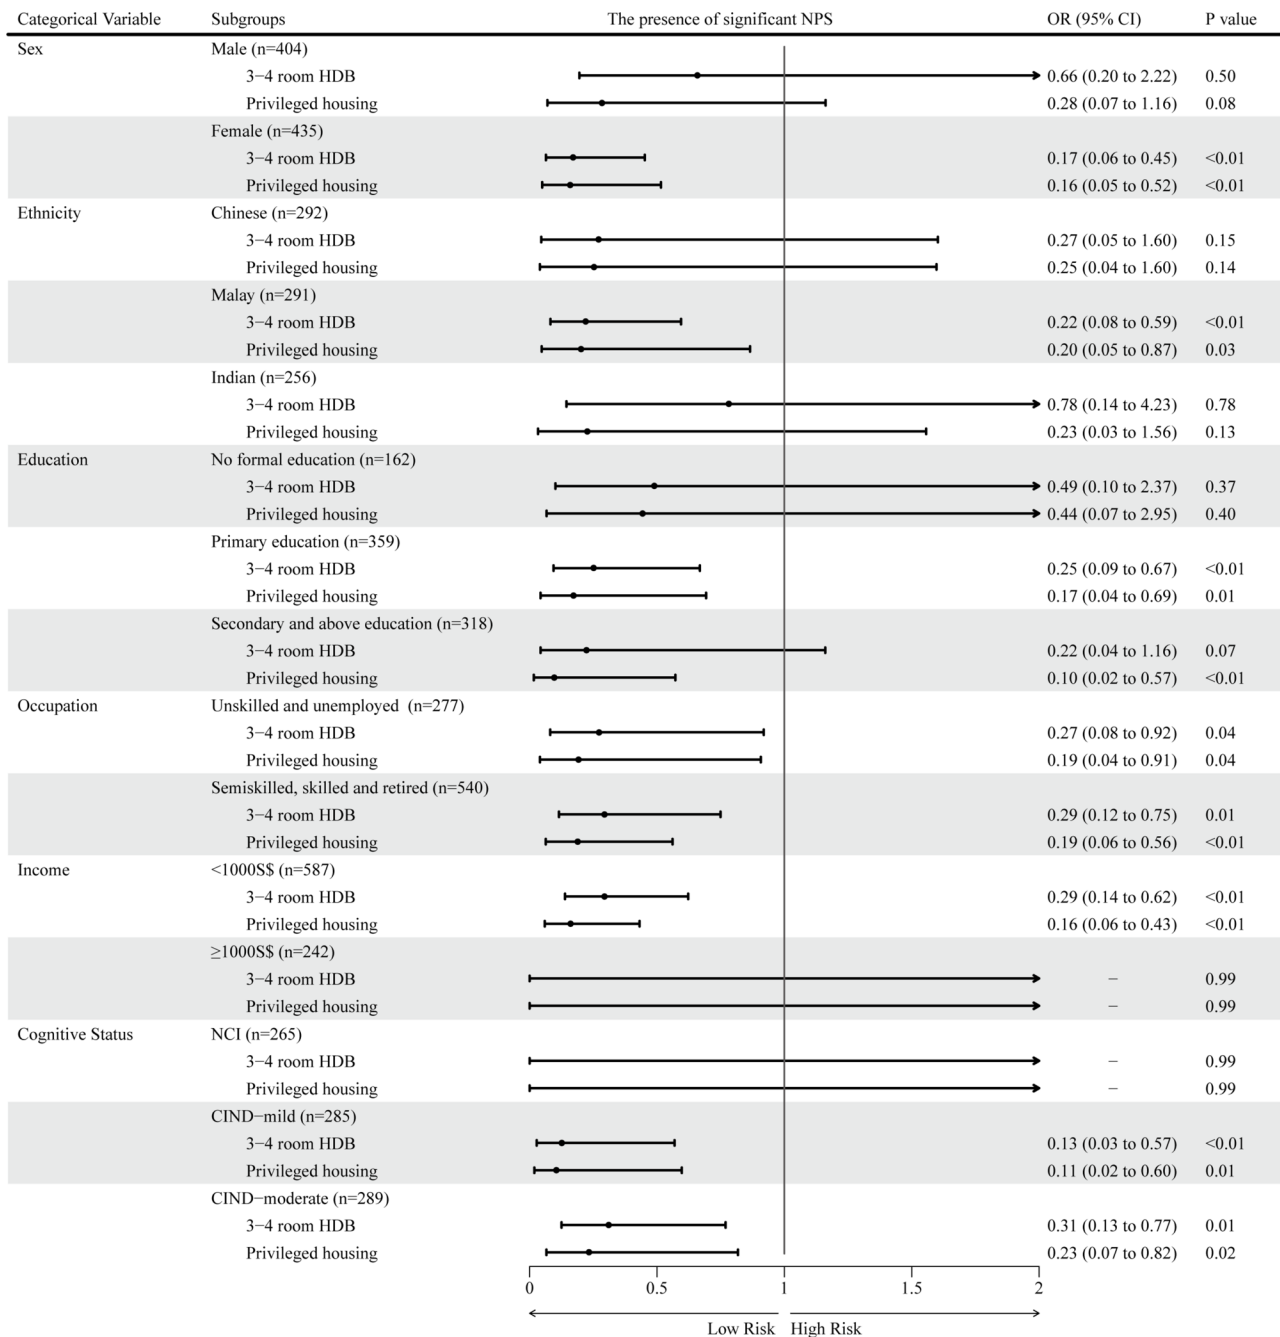 Categorical Variable Subgroups The presence of significant NPS OR (95% CI) P value
Sex Male (n=404)
3−4 room HDB 0.66 (0.20 to 2.22) 0.50
Privileged housing 0.28 (0.07 to 1.16) 0.08
Female (n=435)
3−4 room HDB 0.17 (0.06 to 0.45) <0.01
Privileged housing 0.16 (0.05 to 0.52) <0.01
Ethnicity Chinese (n=292)
3−4 room HDB 0.27 (0.05 to 1.60) 0.15
Privileged housing 0.25 (0.04 to 1.60) 0.14
Malay (n=291)
3−4 room HDB 0.22 (0.08 to 0.59) <0.01
Privileged housing 0.20 (0.05 to 0.87) 0.03
Indian (n=256)
3−4 room HDB 0.78 (0.14 to 4.23) 0.78
Privileged housing 0.23 (0.03 to 1.56) 0.13
Education No formal education (n=162)
3−4 room HDB 0.49 (0.10 to 2.37) 0.37
Privileged housing 0.44 (0.07 to 2.95) 0.40
Primary education (n=359)
3−4 room HDB 0.25 (0.09 to 0.67) <0.01
Privileged housing 0.17 (0.04 to 0.69) 0.01
Secondary and above education (n=318)
3−4 room HDB 0.22 (0.04 to 1.16) 0.07
Privileged housing 0.10 (0.02 to 0.57) <0.01
Occupation Unskilled and unemployed (n=277)
3−4 room HDB 0.27 (0.08 to 0.92) 0.04
Privileged housing 0.19 (0.04 to 0.91) 0.04
Semiskilled, skilled and retired (n=540)
3−4 room HDB 0.29 (0.12 to 0.75) 0.01
Privileged housing 0.19 (0.06 to 0.56) <0.01
Income <1000S$ (n=587)
3−4 room HDB 0.29 (0.14 to 0.62) <0.01
Privileged housing 0.16 (0.06 to 0.43) <0.01
≥1000S$ (n=242)
3−4 room HDB − 0.99
Privileged housing − 0.99
Cognitive Status NCI (n=265)
3−4 room HDB − 0.99
Privileged housing − 0.99
CIND−mild (n=285)
3−4 room HDB 0.13 (0.03 to 0.57) <0.01
Privileged housing 0.11 (0.02 to 0.60) 0.01
CIND−moderate (n=289)
3−4 room HDB 0.31 (0.13 to 0.77) 0.01
Privileged housing 0.23 (0.07 to 0.82) 0.02
0 0.5 1 1.5 2
Low Risk High Risk